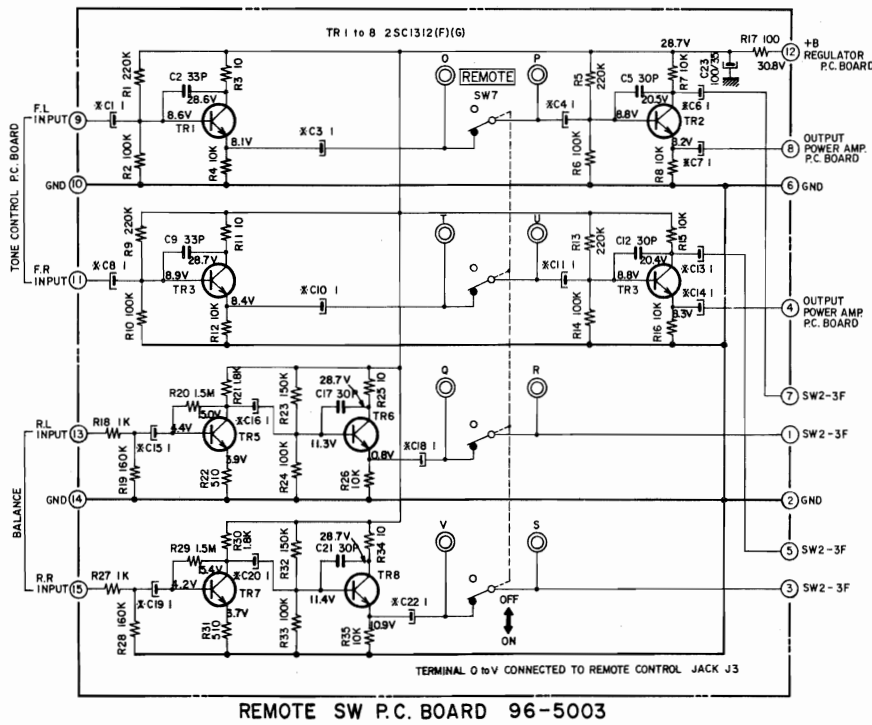 TR 1 to 8 2SC1312(F)(G)
28.7V
R17 100
12
+B
REGULATOR
P.C. BOARD
30.8V
C23
100/35
R1 220K
C2 33P
R3 10
28.6V
O
REMOTE
SW7
P
R5
220K
C5 30P
R7 10K
20.5V
※C6 1
F.L
INPUT
9
※C1 1
8.6V
TR1
8.1V
※C3 1
O
※C4 1
8.8V
TR2
8.2V
※C7 1
8
OUTPUT
POWER AMP.
P.C. BOARD
R2 100K
R4 10K
R6 100K
R8 10K
GND
10
6
GND
TONE CONTROL P.C. BOARD
R9 220K
C9 33P
R11 10
28.7V
T
U
R13
220K
C12 30P
R15 10K
20.4V
※C13 1
F.R
INPUT
11
※C8 1
8.9V
TR3
8.4V
※C10 1
O
※C11 1
8.8V
TR3
8.3V
※C14 1
4
OUTPUT
POWER AMP.
P.C. BOARD
R10 100K
R12 10K
R14 100K
R16 10K
R20 1.5M
R21 1.8K
5.0V
※C16 1
R23 150K
28.7V
C17 30P
R25 10
TR6
Q
R
7
SW2-3F
R.L
INPUT
13
R18 1K
※C15 1
4.4V
TR5
3.9V
11.3V
10.8V
※C18 1
O
1
SW2-3F
R19 160K
R22
510
R24 100K
R26
10K
GND
14
2
GND
BALANCE
R29 1.5M
R30
1.8K
5.4V
※C20 1
R32 150K
28.7V
C21 30P
R34 10
TR8
V
S
5
SW2-3F
R.R
INPUT
15
R27 1K
※C19 1
4.2V
TR7
3.7V
11.4V
10.9V
※C22 1
O
OFF
ON
3
SW2-3F
R28 160K
R31
510
R33 100K
R35
10K
TERMINAL O to V CONNECTED TO REMOTE CONTROL JACK J3
REMOTE SW P.C. BOARD 96-5003